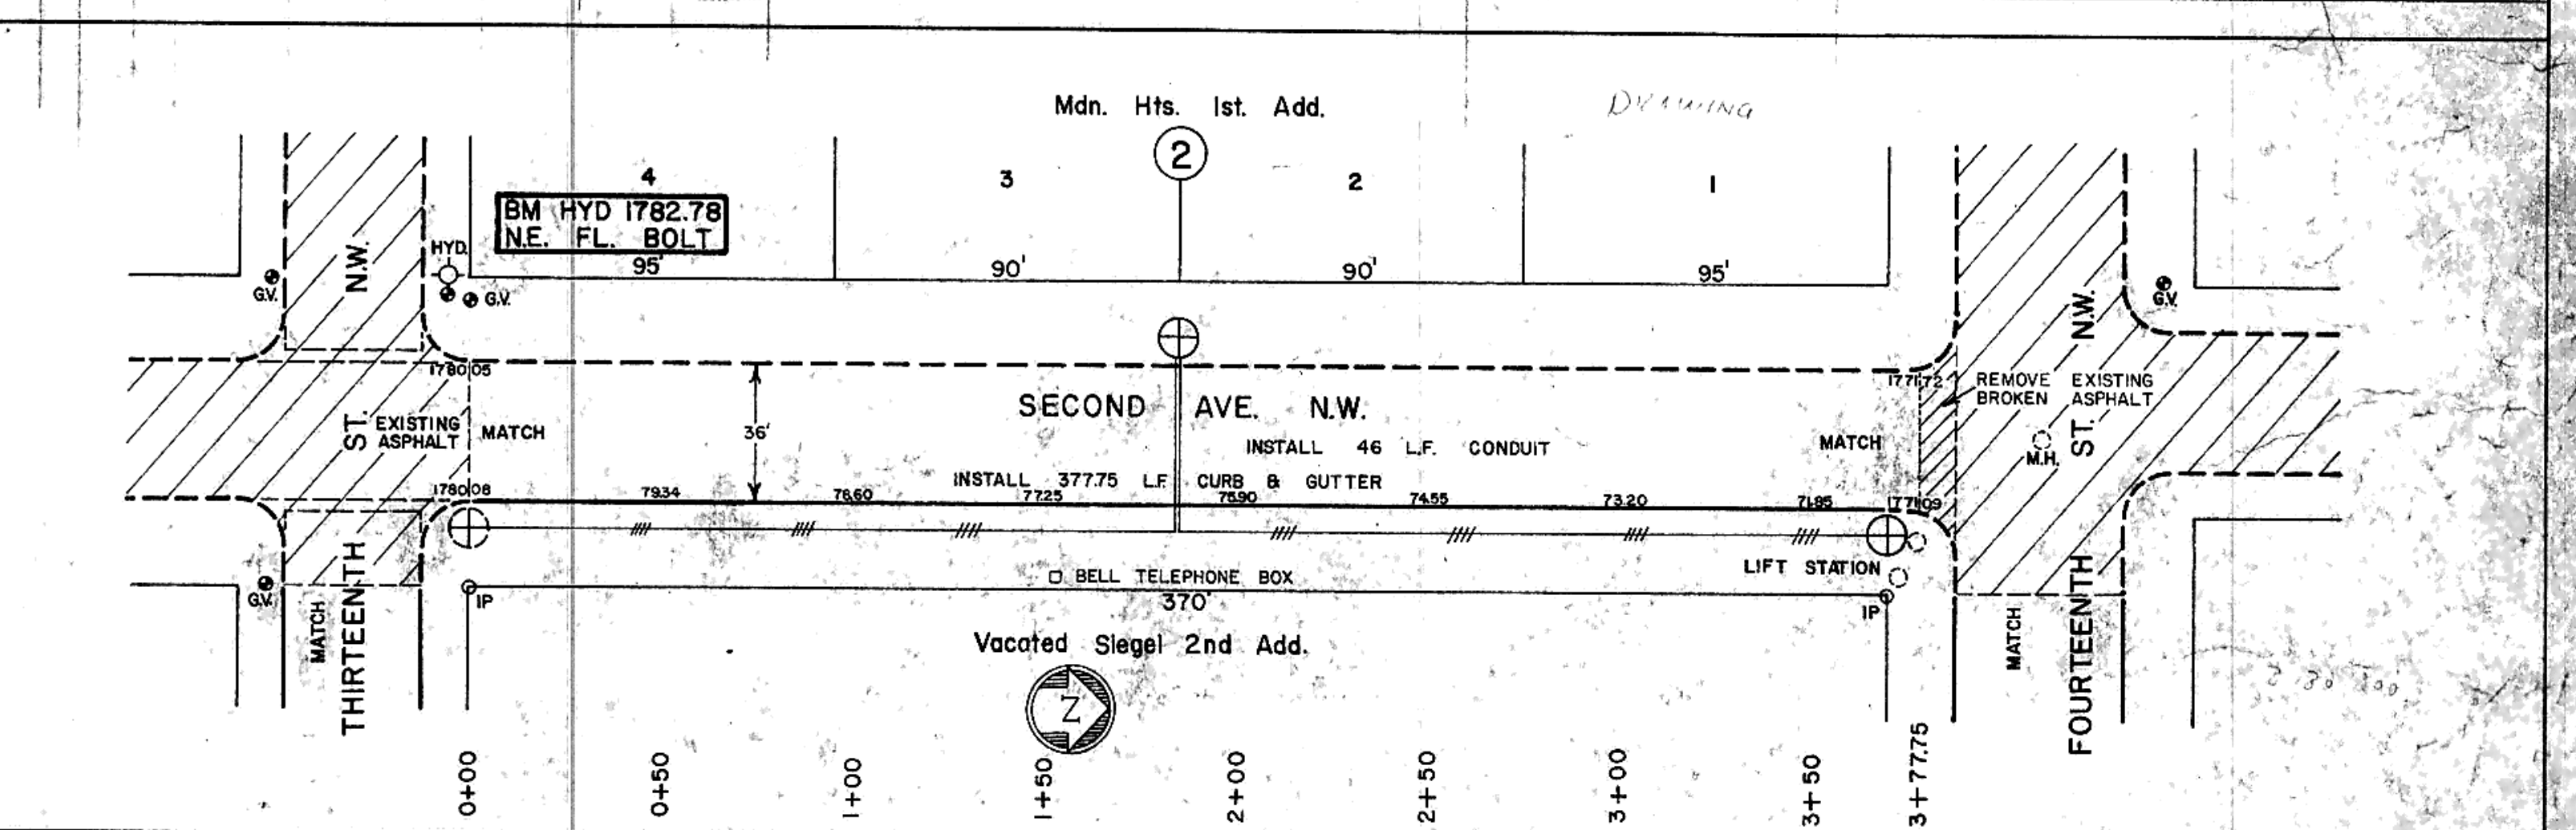 Mdn. Hts. 1st. Add.
DRAWING
2
4
3
2
1
BM HYD 1782.78
N.E. FL. BOLT
95'
90'
90'
95'
HYD.
G.V.
G.V.
G.V.
N.W.
N.W.
1780.05
1771.72
REMOVE EXISTING
BROKEN ASPHALT
SECOND AVE. N.W.
ST.
EXISTING
ASPHALT
MATCH
36'
INSTALL 46 L.F. CONDUIT
MATCH
ST.
M.H.
INSTALL 377.75 L.F. CURB & GUTTER
1780.08
79.34
78.60
77.25
75.90
74.55
73.20
71.85
1771.09
LIFT STATION
BELL TELEPHONE BOX
370'
G.V.
IP
IP
MATCH
THIRTEENTH
MATCH
FOURTEENTH
Vacated Siegel 2nd Add.
Z
0+00
0+50
1+00
1+50
2+00
2+50
3+00
3+50
3+77.75